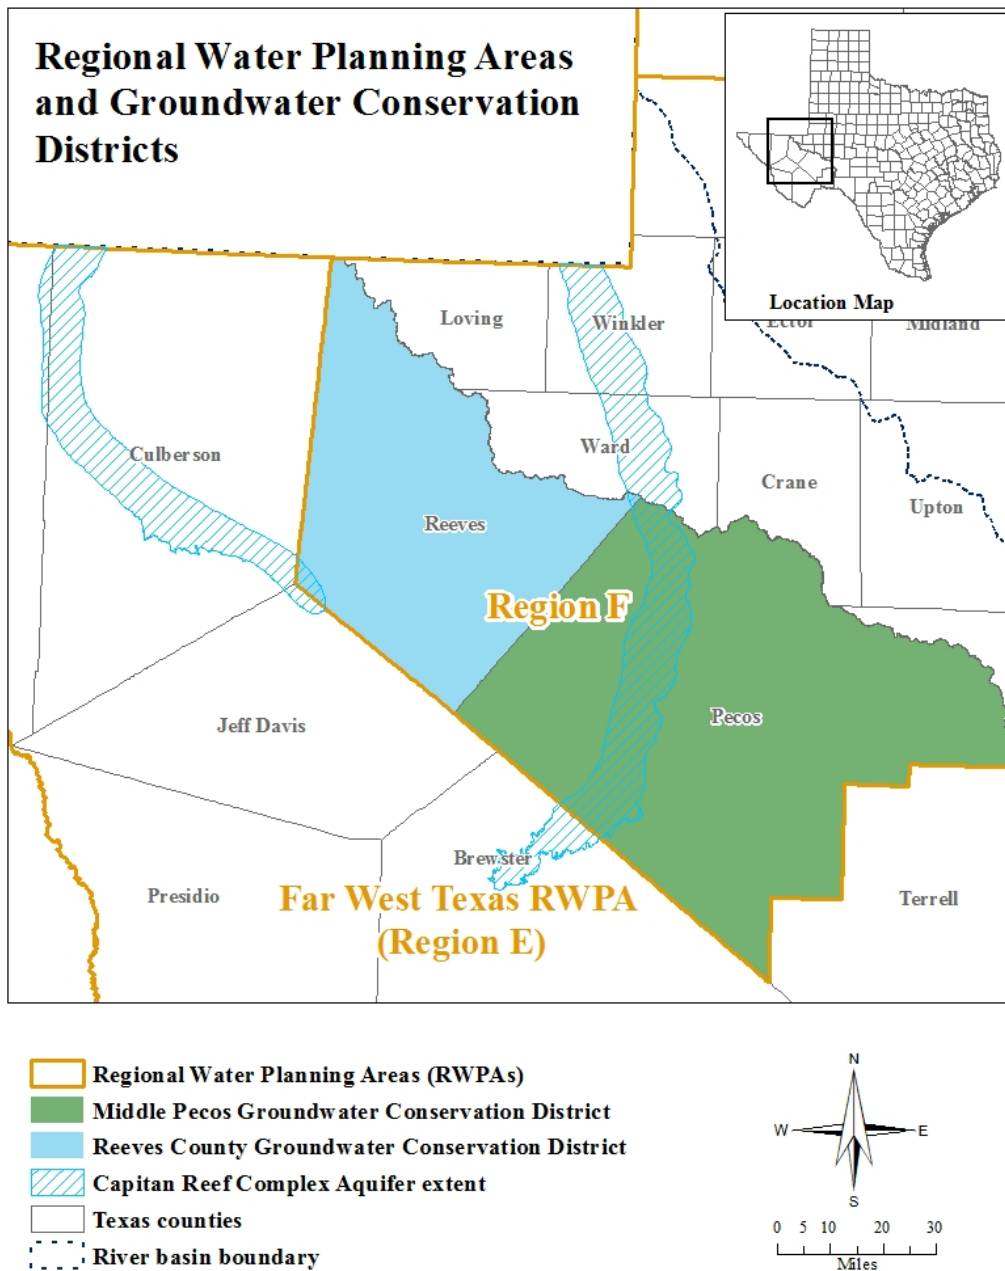 Regional Water Planning Areas
and Groundwater Conservation
Districts
Location Map
Loving
Winkler
Ector
Midland
Culberson
Ward
Crane
Upton
Reeves
Region F
Pecos
Jeff Davis
Brewster
Presidio
Far West Texas RWPA
(Region E)
Terrell
Regional Water Planning Areas (RWPAs)
Middle Pecos Groundwater Conservation District
Reeves County Groundwater Conservation District
Capitan Reef Complex Aquifer extent
Texas counties
River basin boundary
N
W E
S
0 5 10 20 30
Miles